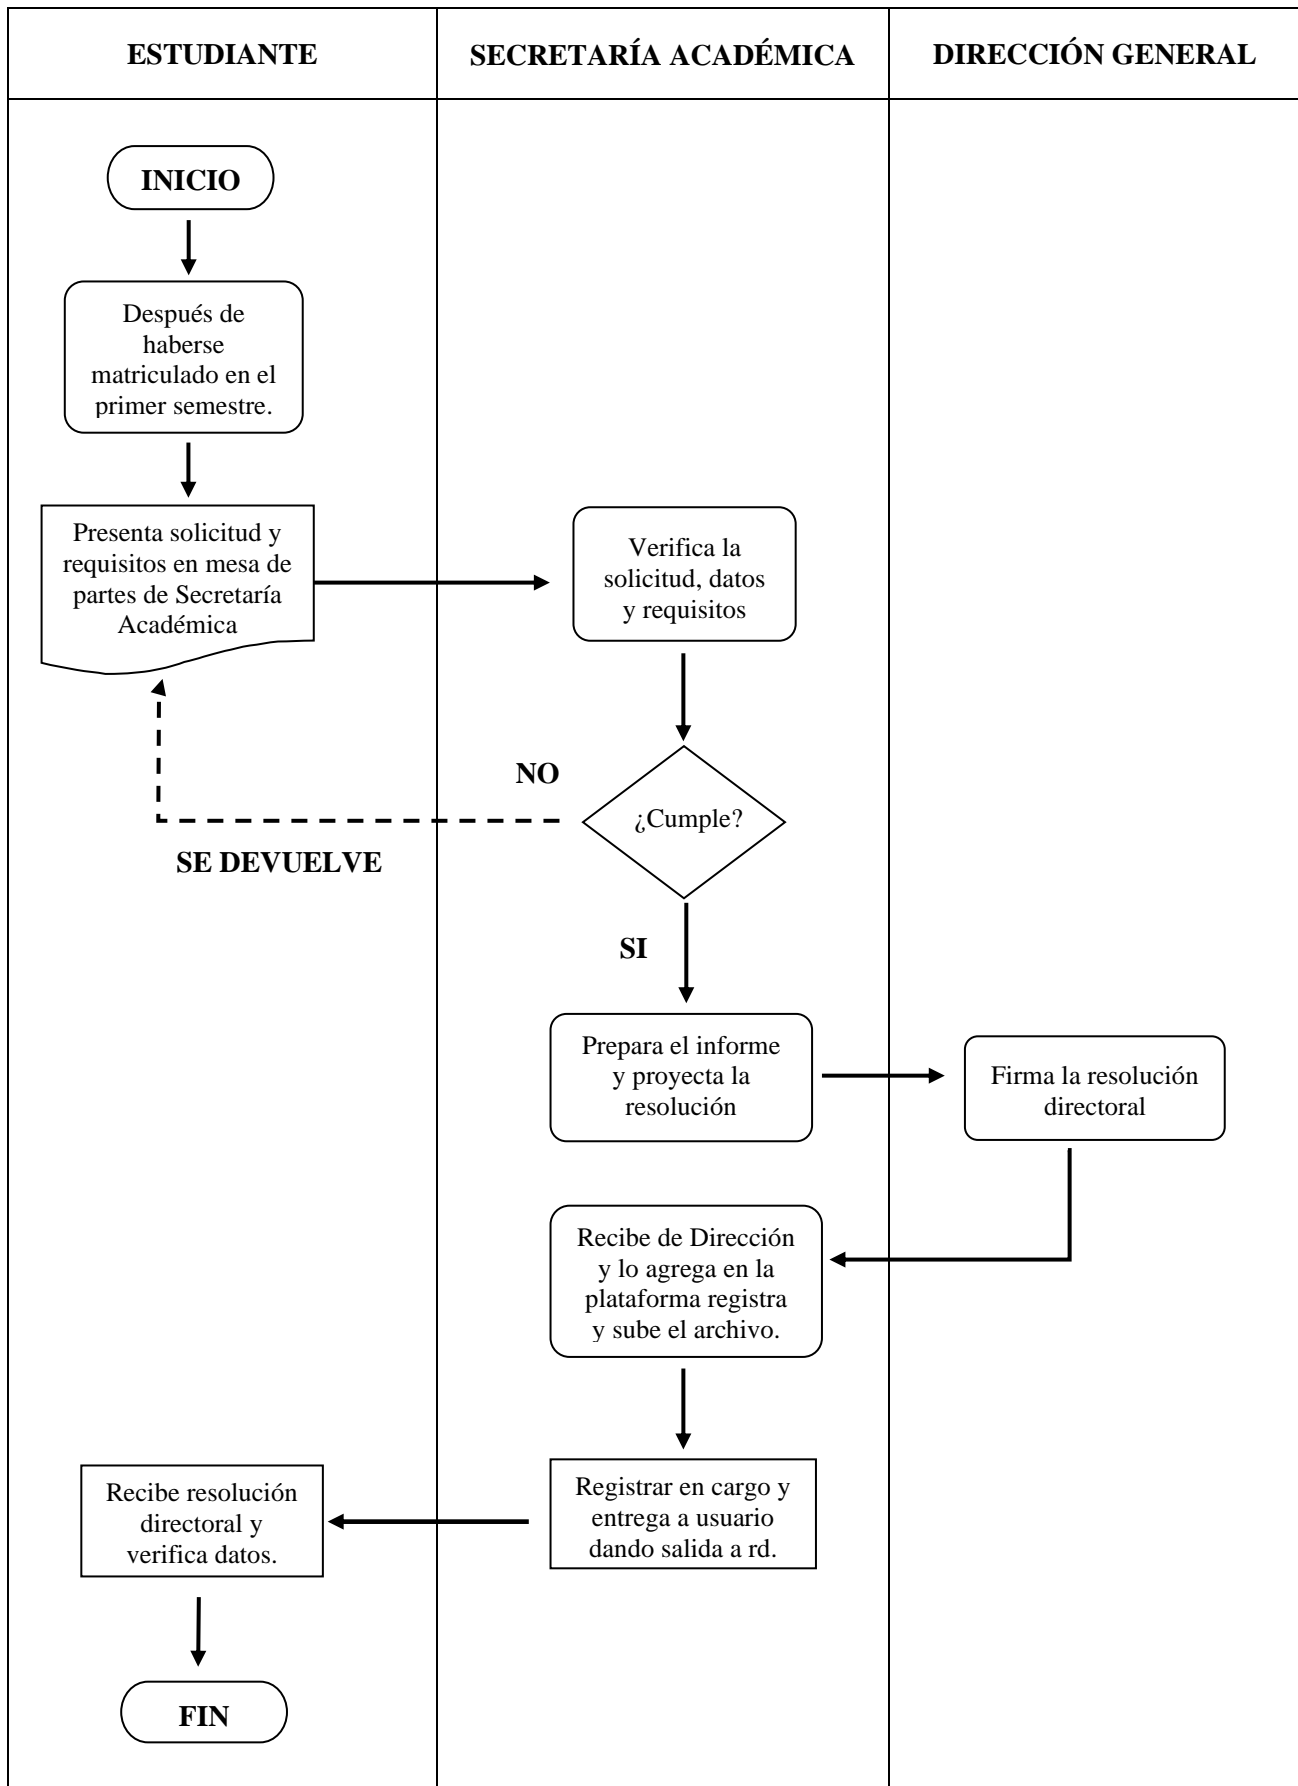 ESTUDIANTE
SECRETARÍA ACADÉMICA
DIRECCIÓN GENERAL
INICIO
Después de
haberse
matriculado en el
primer semestre.
Presenta solicitud y
requisitos en mesa de
partes de Secretaría
Académica
Verifica la
solicitud, datos
y requisitos
¿Cumple?
NO
SE DEVUELVE
SI
Prepara el informe
y proyecta la
resolución
Firma la resolución
directoral
Recibe de Dirección
y lo agrega en la
plataforma registra
y sube el archivo.
Registrar en cargo y
entrega a usuario
dando salida a rd.
Recibe resolución
directoral y
verifica datos.
FIN